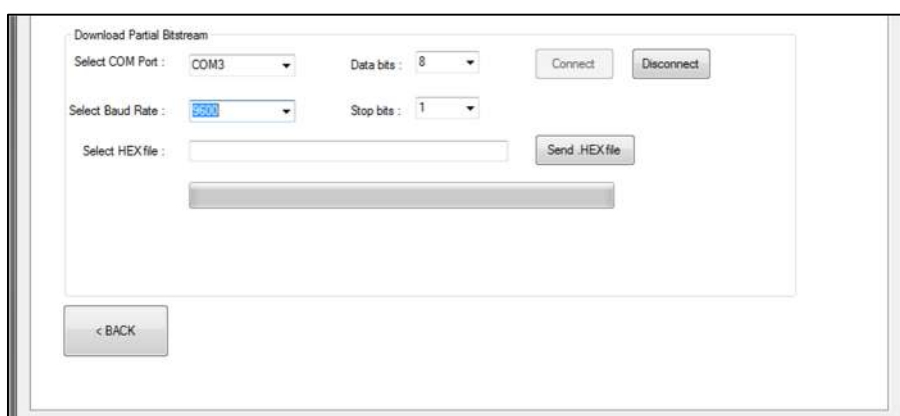 Download Partial Bitstream
Select COM Port : COM3 Data bits : 8 Connect Disconnect
Select Baud Rate : 9600 Stop bits : 1
Select HEX file : Send .HEX file
< BACK